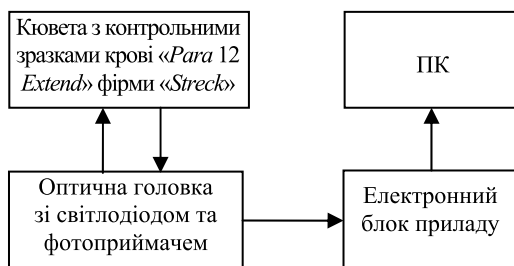 Кювета з контрольними
зразками крові «Para 12
Extend» фірми «Streck»
ПК
Оптична головка
зі світлодіодом та
фотоприймачем
Електронний
блок приладу